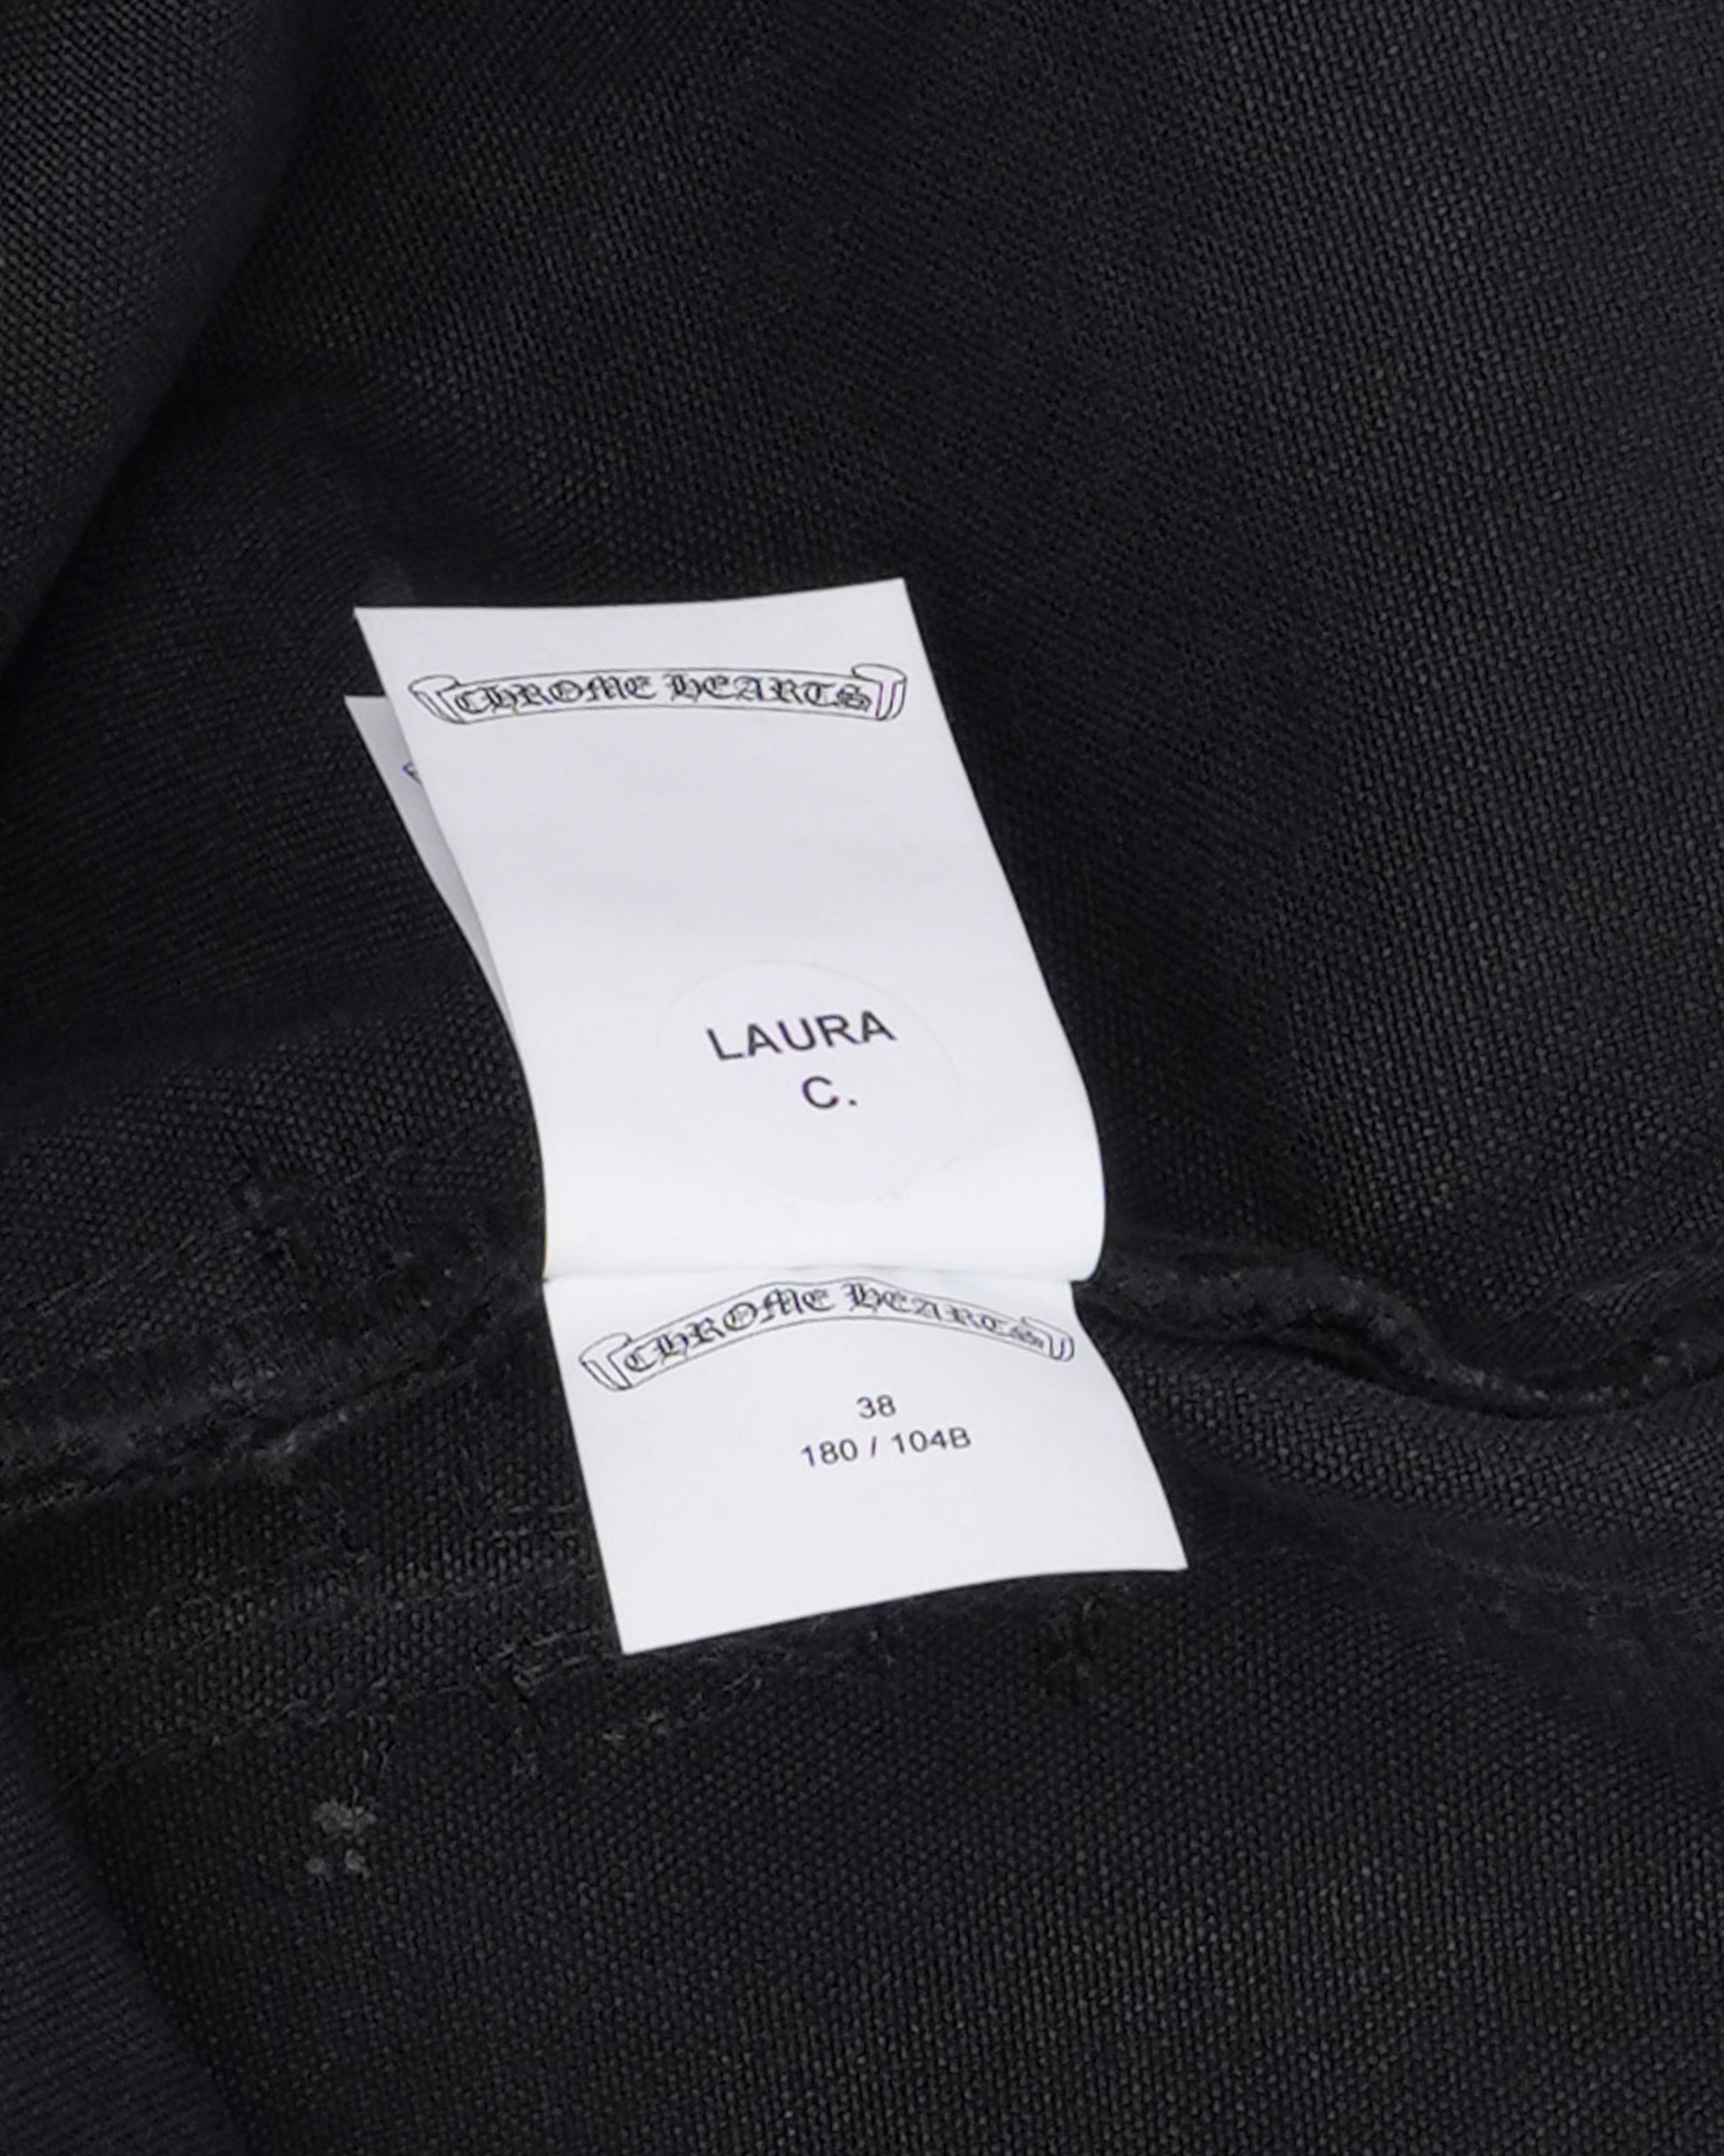 CHROME HEARTS
LAURA
C.
CHROME HEARTS
38
180 / 104B